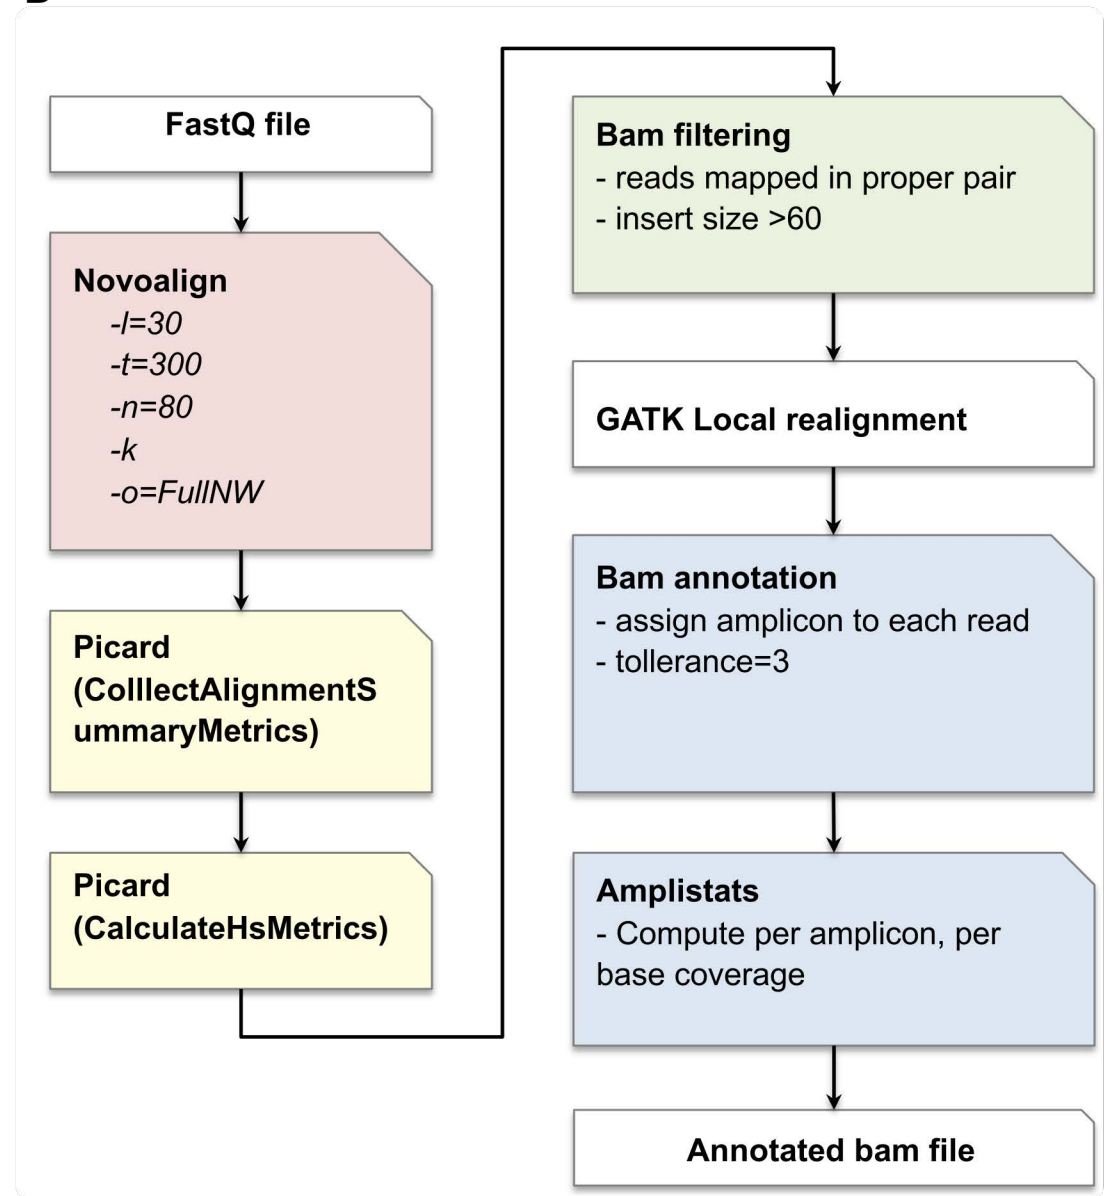 FastQ file
Novoalign
-l=30
-t=300
-n=80
-k
-o=FullNW
Picard
(ColllectAlignmentS
ummaryMetrics)
Picard
(CalculateHsMetrics)
Bam filtering
- reads mapped in proper pair
- insert size >60
GATK Local realignment
Bam annotation
- assign amplicon to each read
- tollerance=3
Amplistats
- Compute per amplicon, per
base coverage
Annotated bam file